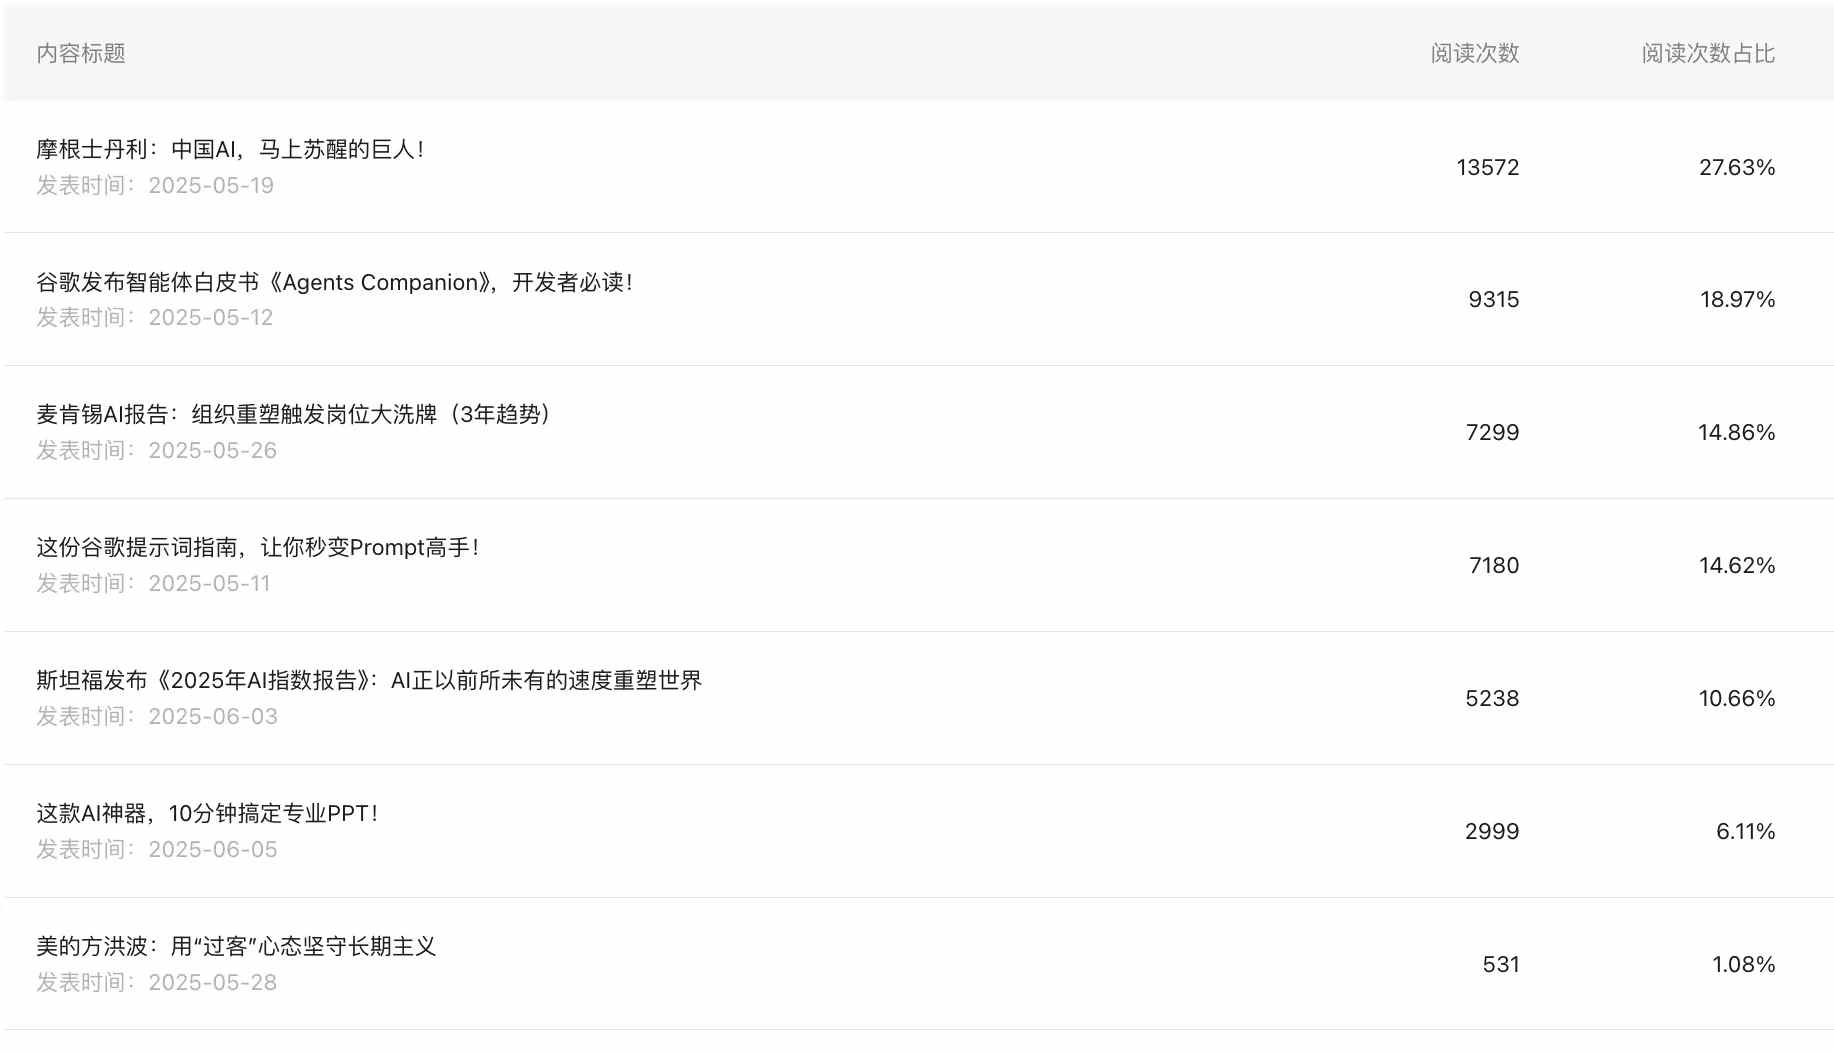 内容标题 阅读次数 阅读次数占比
摩根士丹利：中国AI，马上苏醒的巨人！
发表时间：2025-05-19
13572 27.63%
谷歌发布智能体白皮书《Agents Companion》，开发者必读！
发表时间：2025-05-12
9315 18.97%
麦肯锡AI报告：组织重塑触发岗位大洗牌（3年趋势）
发表时间：2025-05-26
7299 14.86%
这份谷歌提示词指南，让你秒变Prompt高手！
发表时间：2025-05-11
7180 14.62%
斯坦福发布《2025年AI指数报告》：AI正以前所未有的速度重塑世界
发表时间：2025-06-03
5238 10.66%
这款AI神器，10分钟搞定专业PPT！
发表时间：2025-06-05
2999 6.11%
美的方洪波：用“过客”心态坚守长期主义
发表时间：2025-05-28
531 1.08%